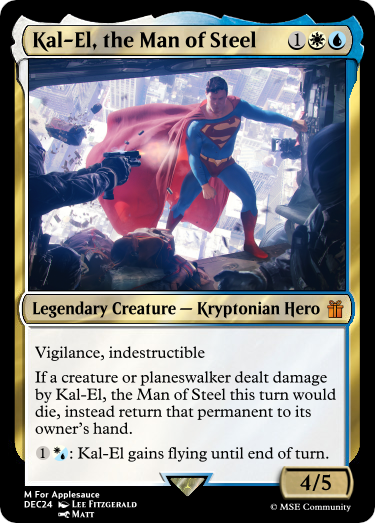 Kal-El, the Man of Steel 1
Legendary Creature — Kryptonian Hero
Vigilance, indestructible
If a creature or planeswalker dealt damage
by Kal-El, the Man of Steel this turn would
die, instead return that permanent to its
owner's hand.
1 : Kal-El gains flying until end of turn.
4/5
M For Applesauce
DEC24 Lee Fitzgerald
Matt
© MSE Community